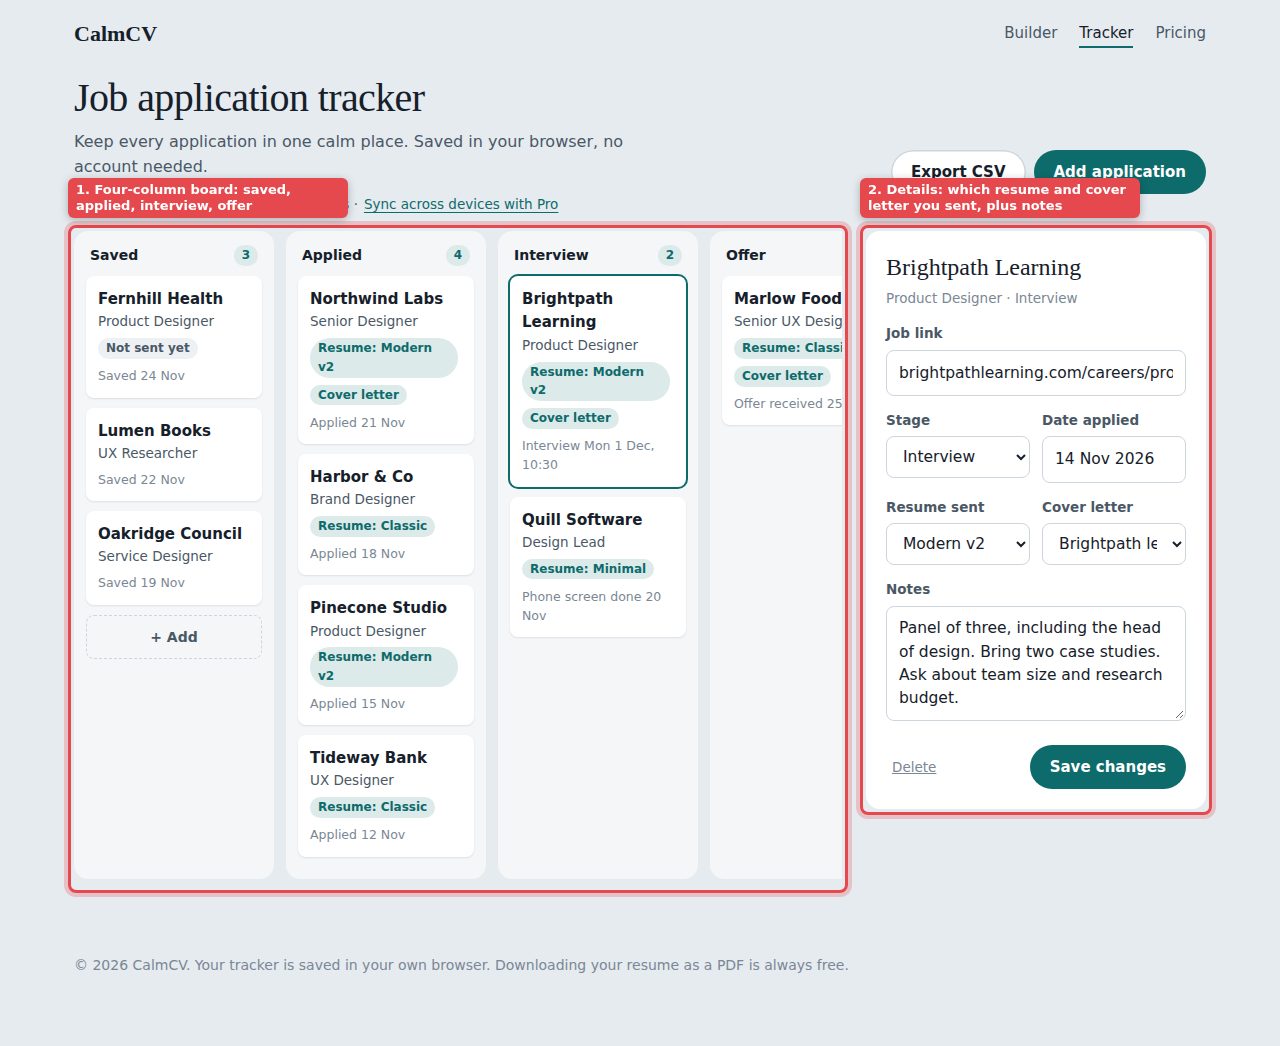 CalmCV
Builder
Tracker
Pricing
Job application tracker
Keep every application in one calm place. Saved in your browser, no
account needed.
Export CSV
Add application
1. Four-column board: saved,
applied, interview, offer
· Sync across devices with Pro
2. Details: which resume and cover
letter you sent, plus notes
Saved
3
Fernhill Health
Product Designer
Not sent yet
Saved 24 Nov
Lumen Books
UX Researcher
Saved 22 Nov
Oakridge Council
Service Designer
Saved 19 Nov
+ Add
Applied
4
Northwind Labs
Senior Designer
Resume: Modern
v2
Cover letter
Applied 21 Nov
Harbor & Co
Brand Designer
Resume: Classic
Applied 18 Nov
Pinecone Studio
Product Designer
Resume: Modern
v2
Applied 15 Nov
Tideway Bank
UX Designer
Resume: Classic
Applied 12 Nov
Interview
2
Brightpath
Learning
Product Designer
Resume: Modern
v2
Cover letter
Interview Mon 1 Dec,
10:30
Quill Software
Design Lead
Resume: Minimal
Phone screen done 20
Nov
Offer
Marlow Food
Senior UX Desig
Resume: Classi
Cover letter
Offer received 25
Brightpath Learning
Product Designer · Interview
Job link
brightpathlearning.com/careers/pro
Stage
Date applied
Interview
14 Nov 2026
Resume sent
Cover letter
Modern v2
Brightpath le
Notes
Panel of three, including the head
of design. Bring two case studies.
Ask about team size and research
budget.
Delete
Save changes
© 2026 CalmCV. Your tracker is saved in your own browser. Downloading your resume as a PDF is always free.